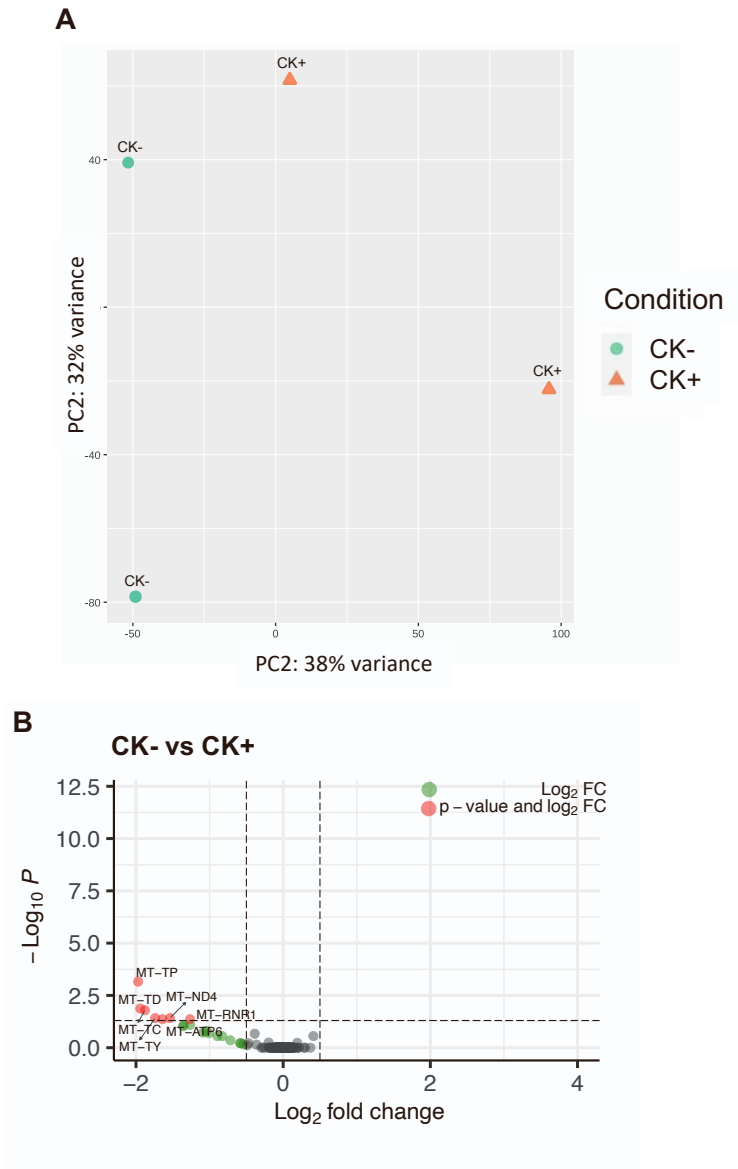 A
CK+
CK-
40
PC2: 32% variance
Condition
CK-
CK+
CK+
-40
CK-
-80
-50
0
50
100
PC2: 38% variance
B
CK- vs CK+
12.5
Log2 FC
p – value and log2 FC
10.0
7.5
– Log10 P
5.0
2.5
MT–TP
MT–TD
MT–ND4
MT–RNR1
MT–TC
MT–ATP6
MT–TY
0.0
−2
0
2
4
Log2 fold change